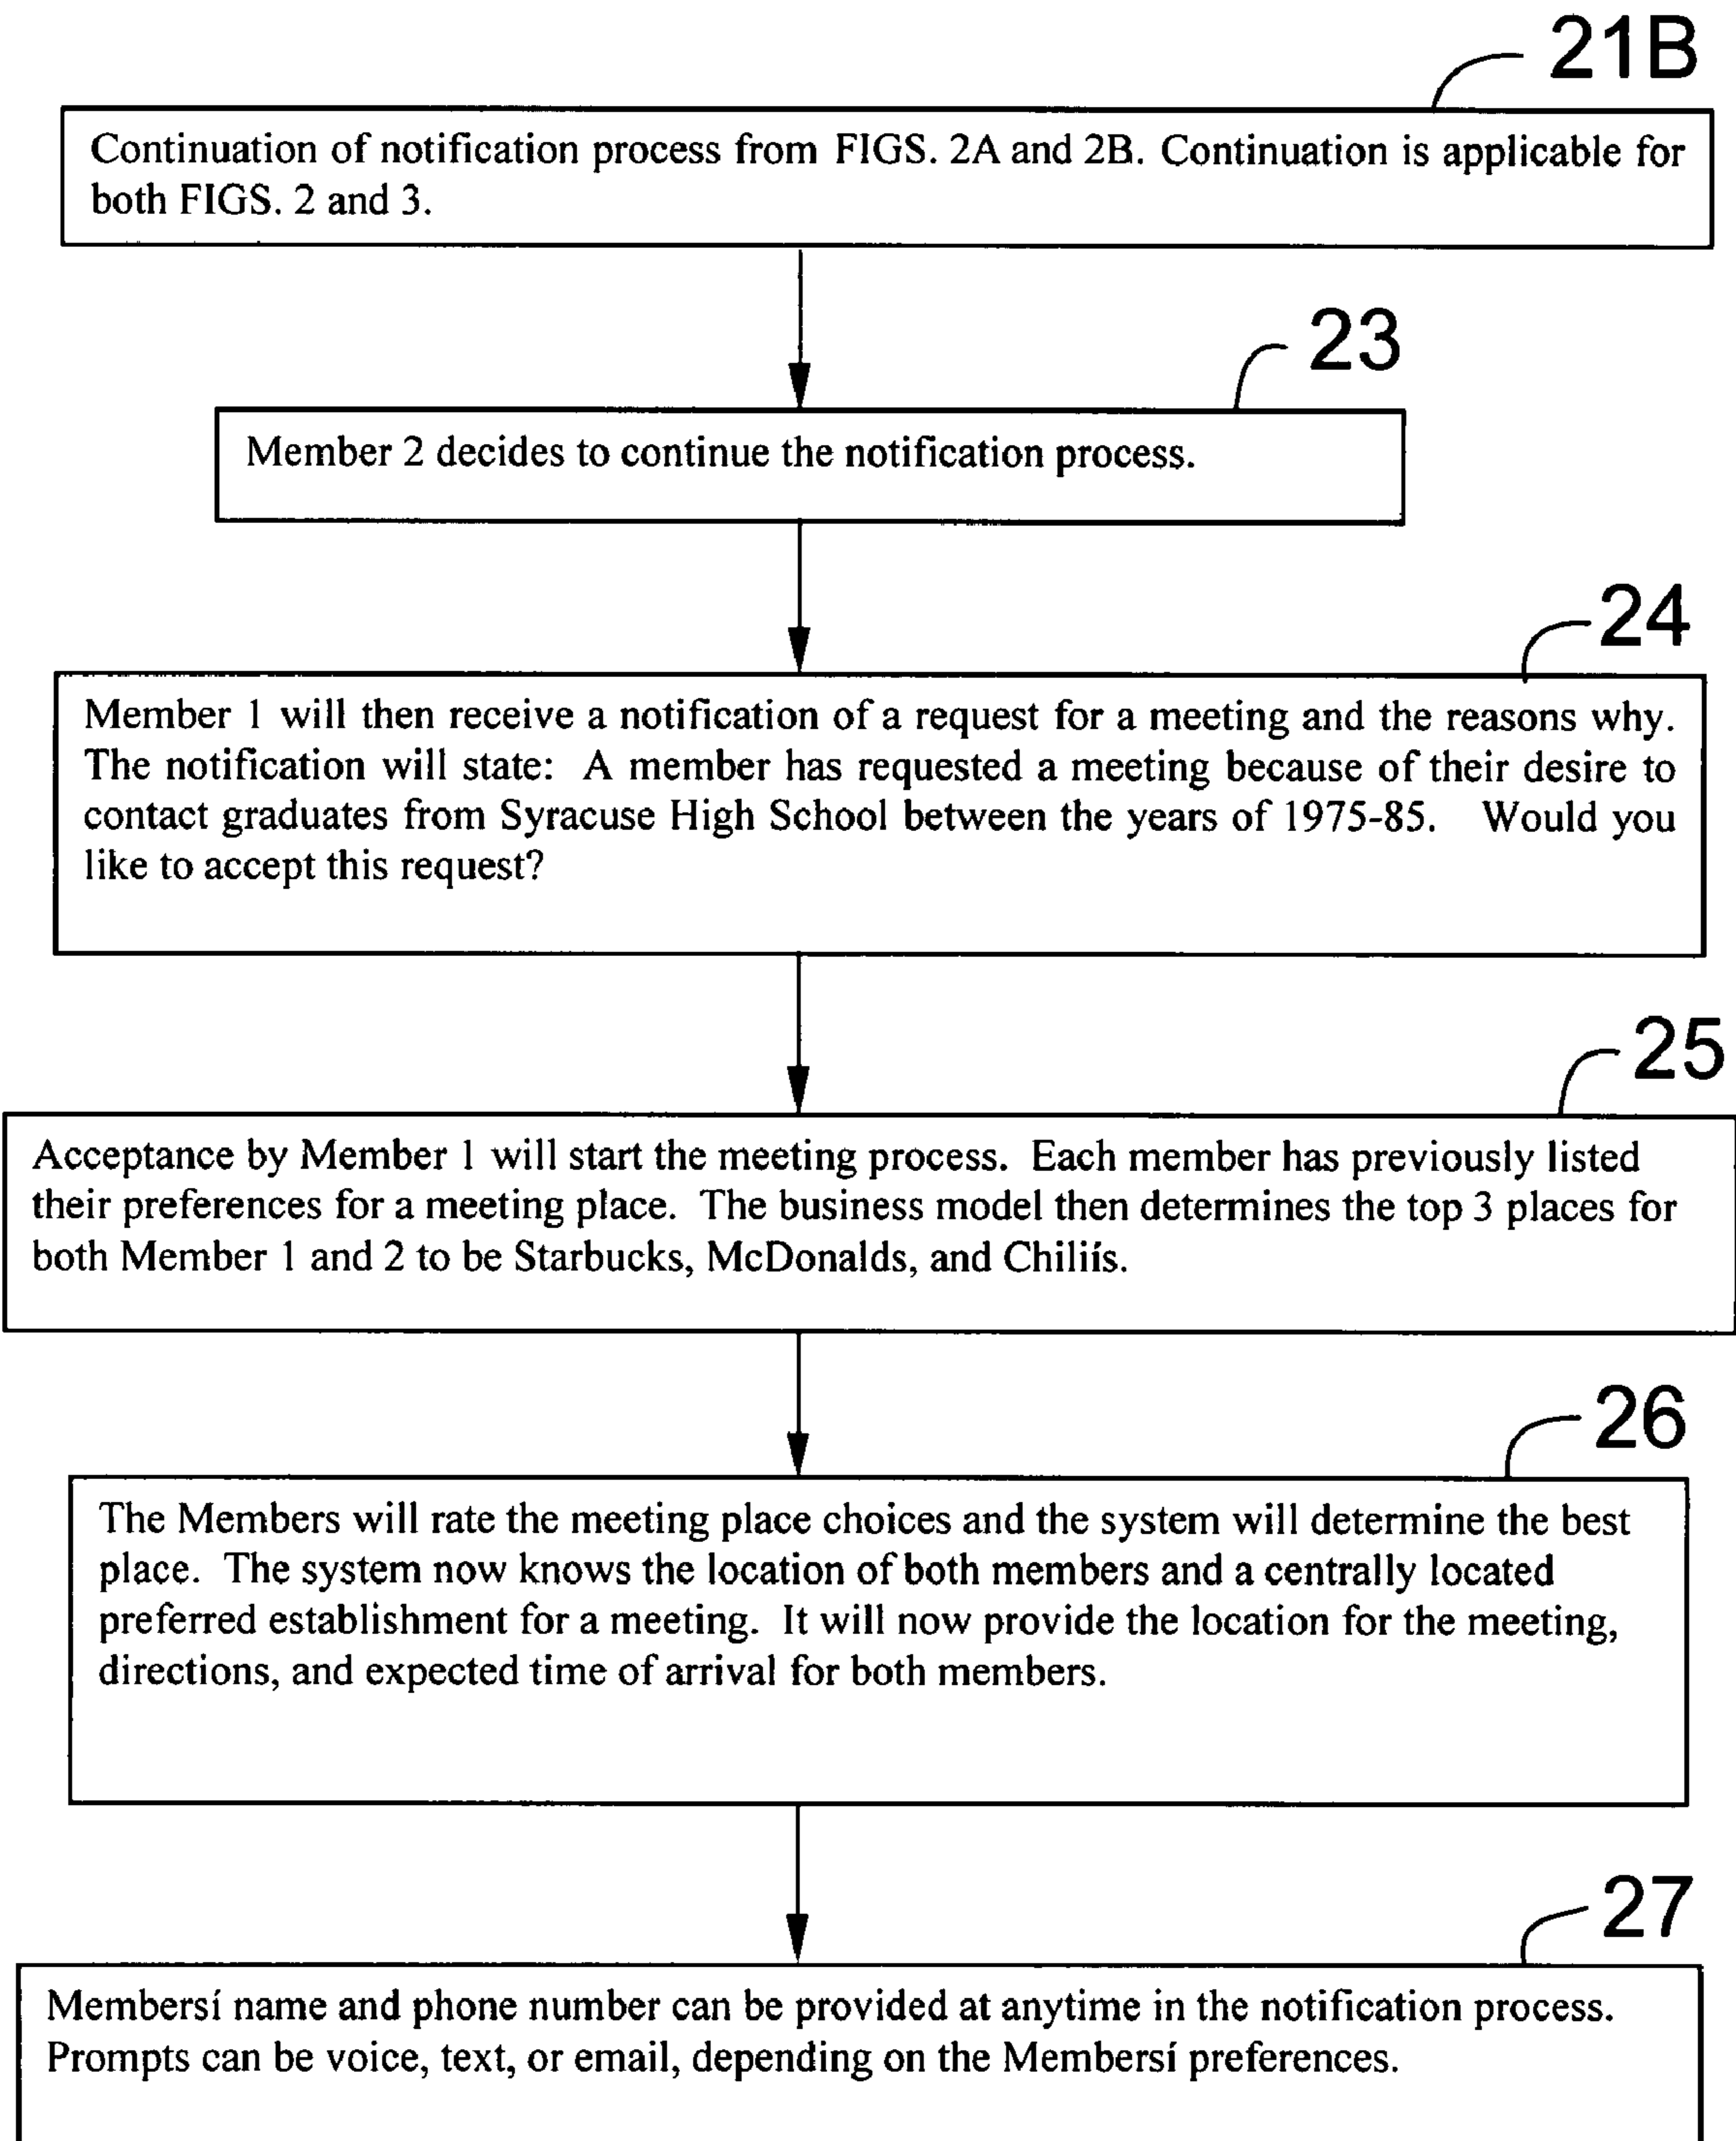 21B
Continuation of notification process from FIGS. 2A and 2B. Continuation is applicable for
both FIGS. 2 and 3.
23
Member 2 decides to continue the notification process.
24
Member 1 will then receive a notification of a request for a meeting and the reasons why.
The notification will state: A member has requested a meeting because of their desire to
contact graduates from Syracuse High School between the years of 1975-85. Would you
like to accept this request?
25
Acceptance by Member 1 will start the meeting process. Each member has previously listed
their preferences for a meeting place. The business model then determines the top 3 places for
both Member 1 and 2 to be Starbucks, McDonalds, and Chiliís.
26
The Members will rate the meeting place choices and the system will determine the best
place. The system now knows the location of both members and a centrally located
preferred establishment for a meeting. It will now provide the location for the meeting,
directions, and expected time of arrival for both members.
27
Membersí name and phone number can be provided at anytime in the notification process.
Prompts can be voice, text, or email, depending on the Membersí preferences.